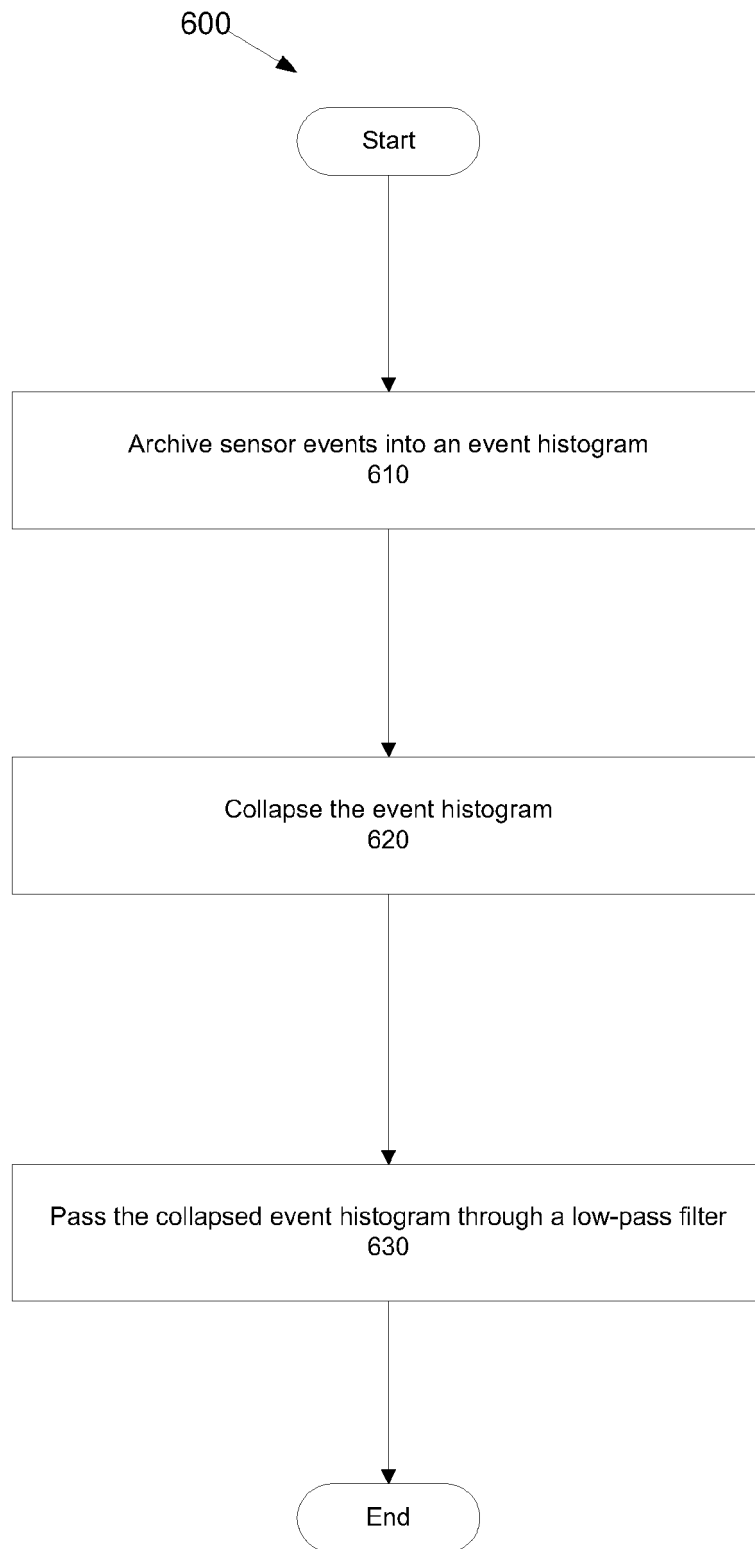 600
Start
Archive sensor events into an event histogram
610
Collapse the event histogram
620
Pass the collapsed event histogram through a low-pass filter
630
End